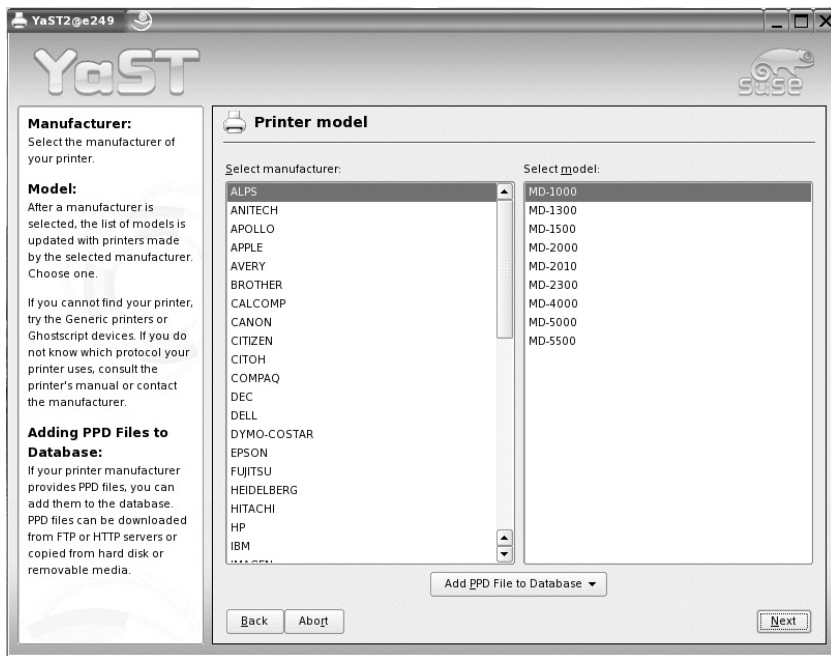 YaST2@e249
YaST
suse
Manufacturer:
Select the manufacturer of
your printer.
Model:
After a manufacturer is
selected, the list of models is
updated with printers made
by the selected manufacturer.
Choose one.
If you cannot find your printer,
try the Generic printers or
Ghostscript devices. If you do
not know which protocol your
printer uses, consult the
printer's manual or contact
the manufacturer.
Adding PPD Files to
Database:
If your printer manufacturer
provides PPD files, you can
add them to the database.
PPD files can be downloaded
from FTP or HTTP servers or
copied from hard disk or
removable media.
Printer model
Select manufacturer:
ALPS
ANITECH
APOLLO
APPLE
AVERY
BROTHER
CALCOMP
CANON
CITIZEN
CITOH
COMPAQ
DEC
DELL
DYMO-COSTAR
EPSON
FUJITSU
HEIDELBERG
HITACHI
HP
IBM
Select model:
MD-1000
MD-1300
MD-1500
MD-2000
MD-2010
MD-2300
MD-4000
MD-5000
MD-5500
Add PPD File to Database
Back
Abort
Next